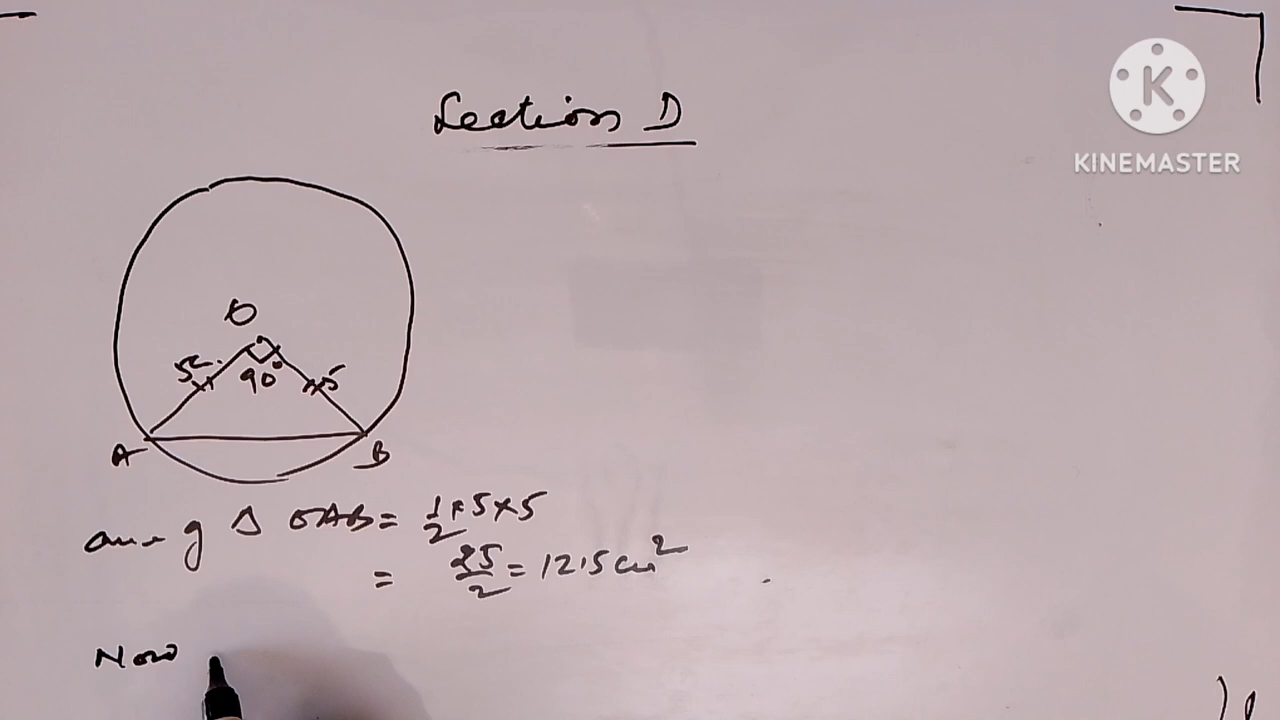 Section D
KINEMASTER
O
5
90°
5
A
B
area of Δ OAB = 1/2 × 5 × 5
= 25/2 = 12.5 cm²
Now